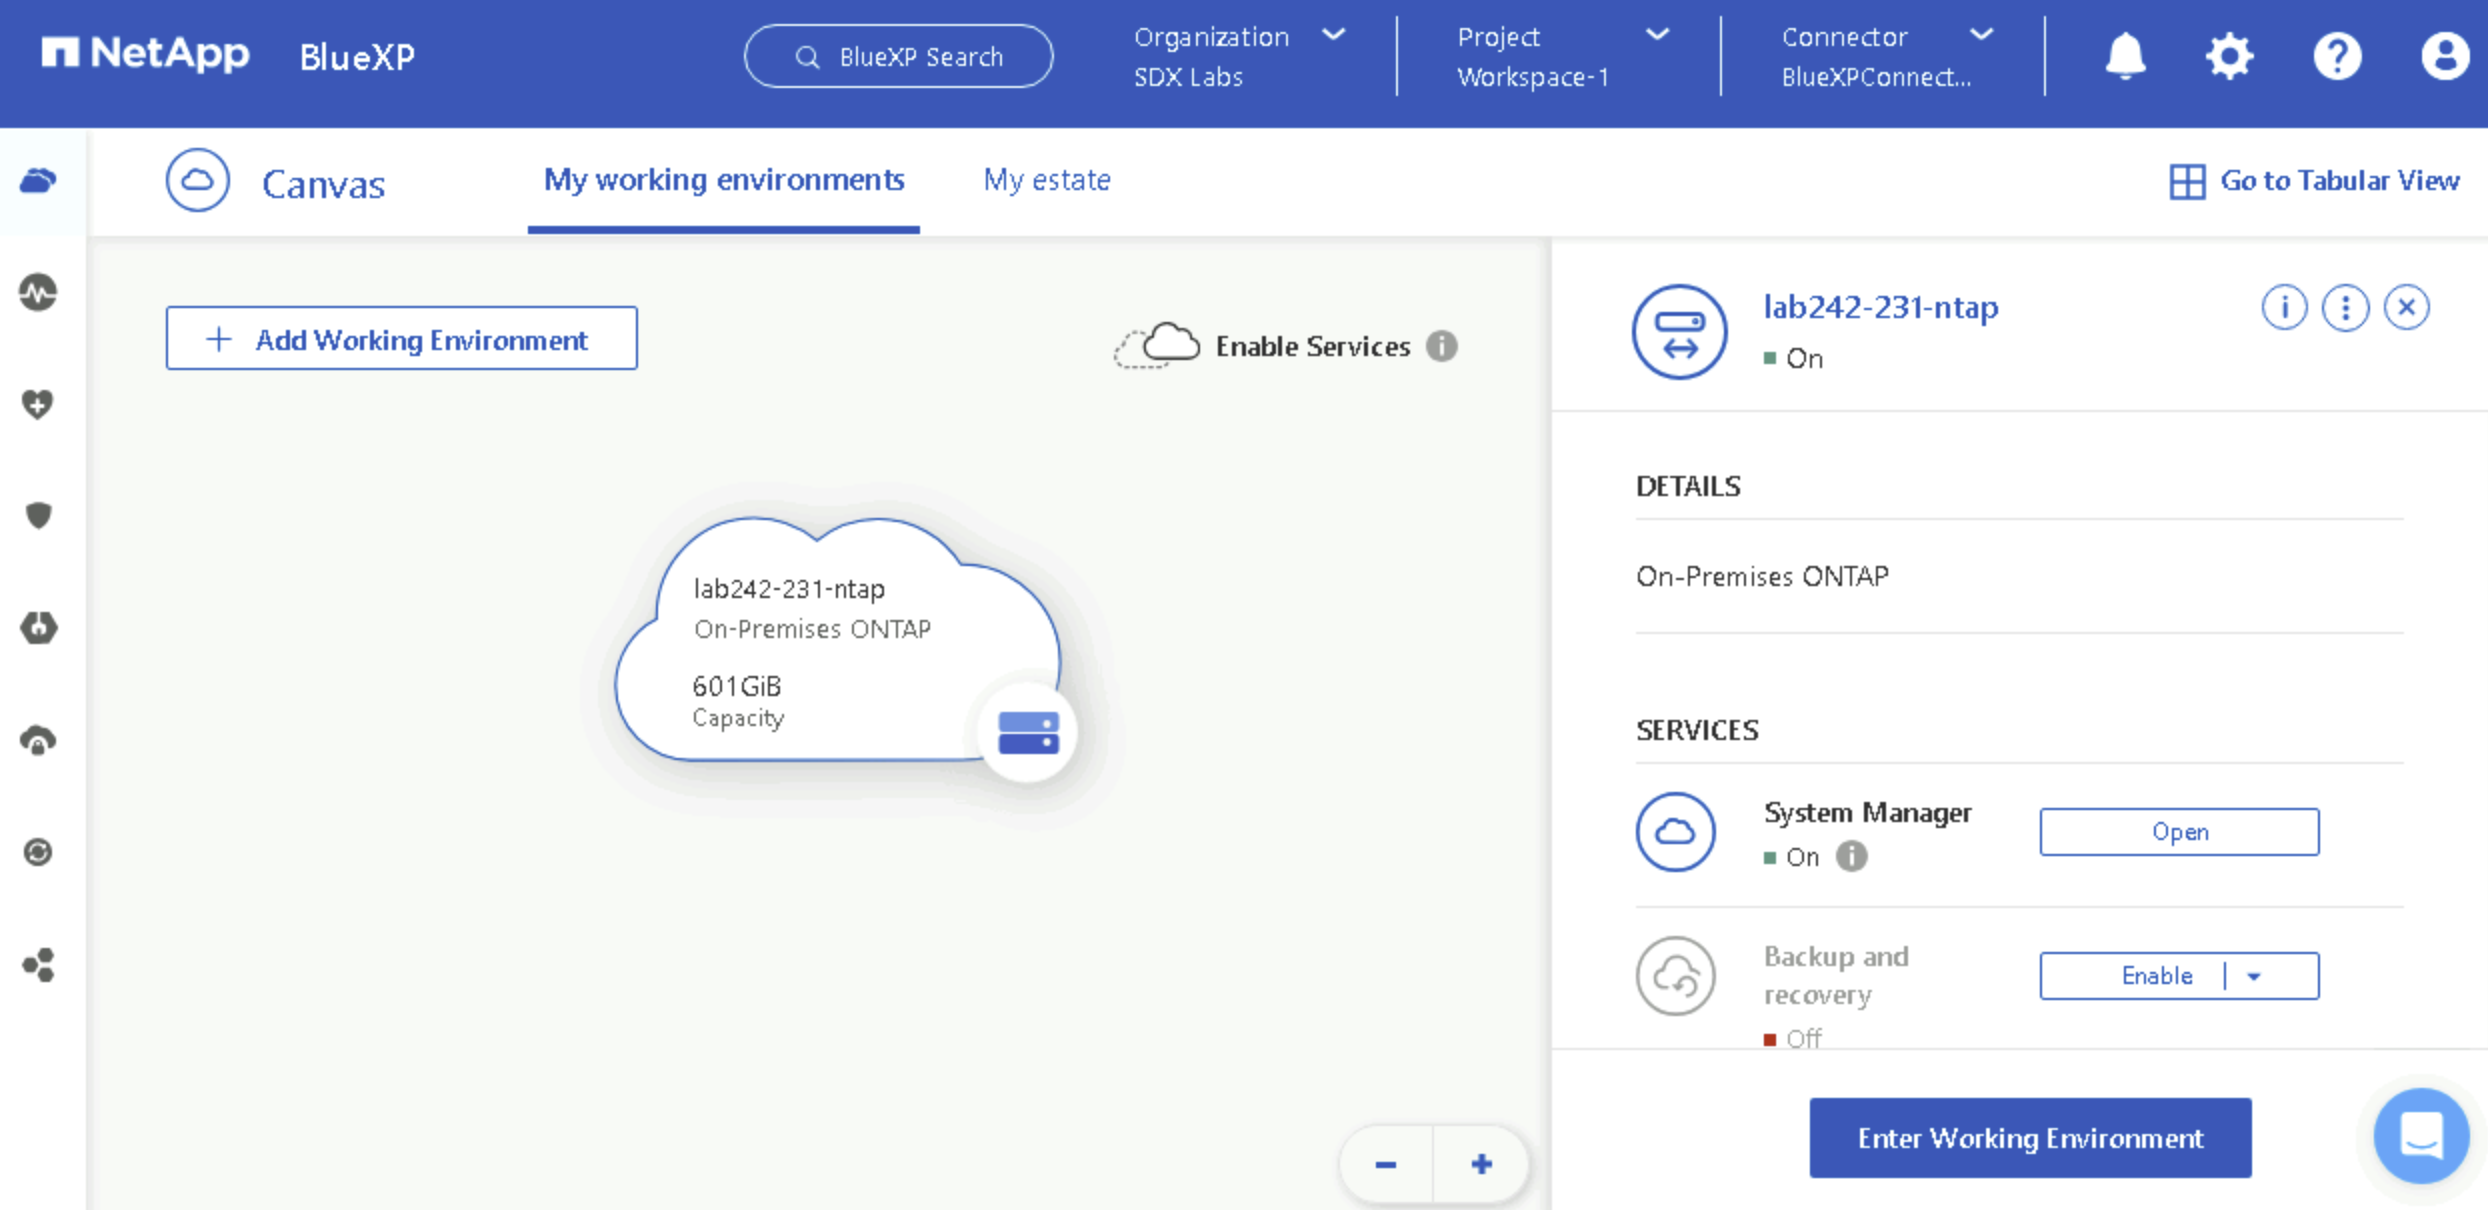 NetApp
BlueXP
BlueXP Search
Organization
SDX Labs
Project
Workspace-1
Connector
BlueXPConnect...
Canvas
My working environments
My estate
Go to Tabular View
Add Working Environment
Enable Services
lab242-231-ntap
On-Premises ONTAP
601GiB
Capacity
lab242-231-ntap
On
DETAILS
On-Premises ONTAP
SERVICES
System Manager
On
Open
Backup and
recovery
Off
Enable
Enter Working Environment